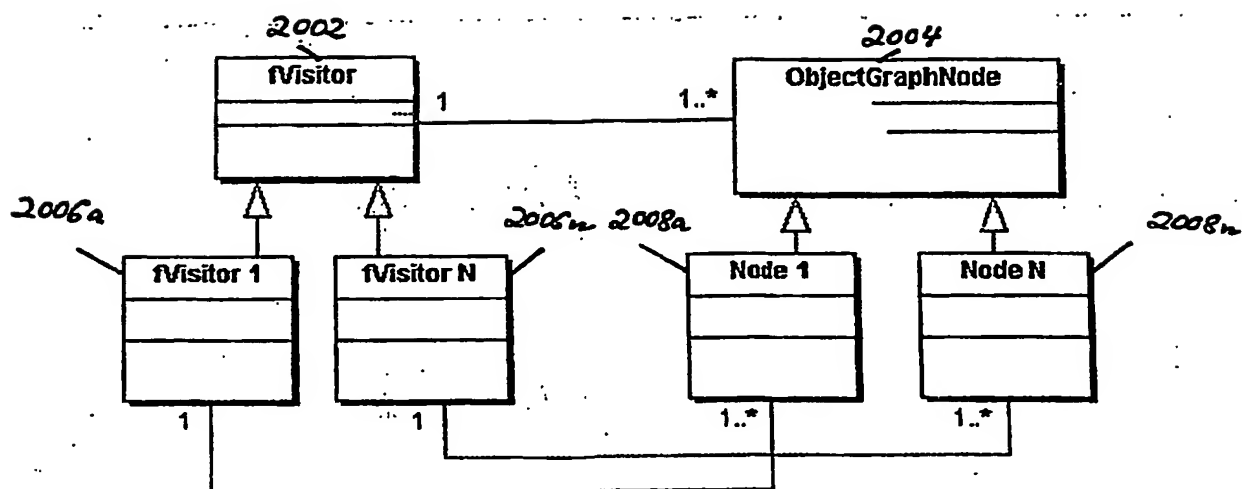 2002
fVisitor
2004
ObjectGraphNode
1
1..*
2006a
2006n
2008a
2008n
fVisitor 1
fVisitor N
Node 1
Node N
1
1
1..*
1..*